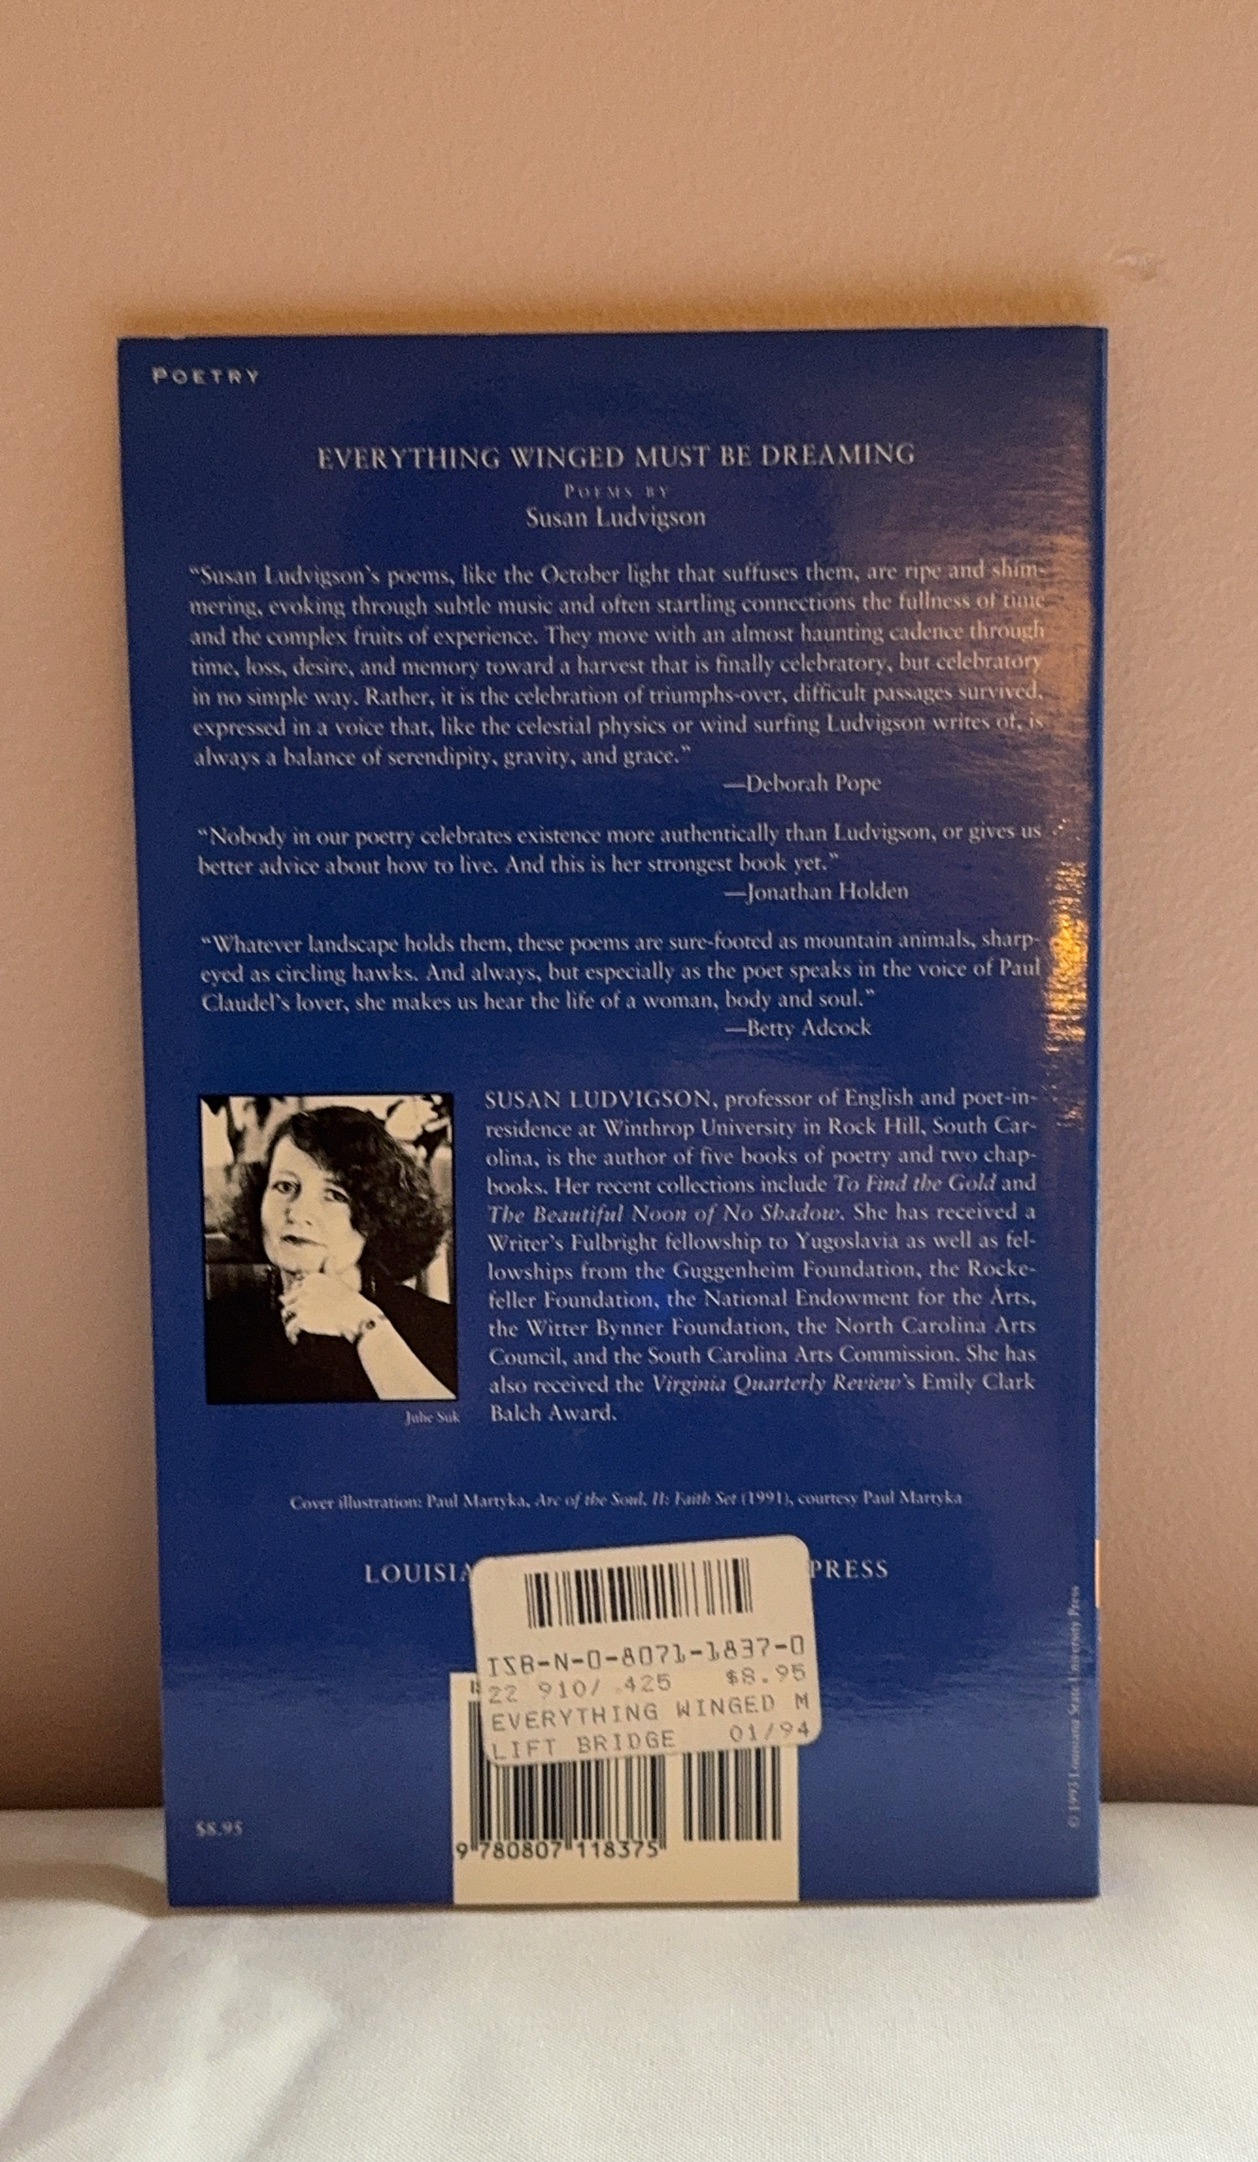 POETRY
EVERYTHING WINGED MUST BE DREAMING
POEMS BY
Susan Ludvigson
“Susan Ludvigson’s poems, like the October light that suffuses them, are ripe and shim-
mering, evoking through subtle music and often startling connections the fullness of time
and the complex fruits of experience. They move with an almost haunting cadence through
time, loss, desire, and memory toward a harvest that is finally celebratory, but celebratory
in no simple way. Rather, it is the celebration of triumphs-over, difficult passages survived,
expressed in a voice that, like the celestial physics or wind surfing Ludvigson writes of, is
always a balance of serendipity, gravity, and grace.”
—Deborah Pope
“Nobody in our poetry celebrates existence more authentically than Ludvigson, or gives us
better advice about how to live. And this is her strongest book yet.”
—Jonathan Holden
“Whatever landscape holds them, these poems are sure-footed as mountain animals, sharp-
eyed as circling hawks. And always, but especially as the poet speaks in the voice of Paul
Claudel’s lover, she makes us hear the life of a woman, body and soul.”
—Betty Adcock
SUSAN LUDVIGSON, professor of English and poet-in-
residence at Winthrop University in Rock Hill, South Car-
olina, is the author of five books of poetry and two chap-
books. Her recent collections include To Find the Gold and
The Beautiful Noon of No Shadow. She has received a
Writer’s Fulbright fellowship to Yugoslavia as well as fel-
lowships from the Guggenheim Foundation, the Rocke-
feller Foundation, the National Endowment for the Arts,
the Witter Bynner Foundation, the North Carolina Arts
Council, and the South Carolina Arts Commission. She has
also received the Virginia Quarterly Review’s Emily Clark
Balch Award.
Julie Suk
Cover illustration: Paul Martyka, Arc of the Soul, II: Faith Set (1991), courtesy Paul Martyka
LOUISIA PRESS
ISB-N-0-8071-1837-0
22 910/ .425 $8.95
EVERYTHING WINGED M
LIFT BRIDGE 01/94
9 780807 118375
$8.95
© 1993 Louisiana State University Press